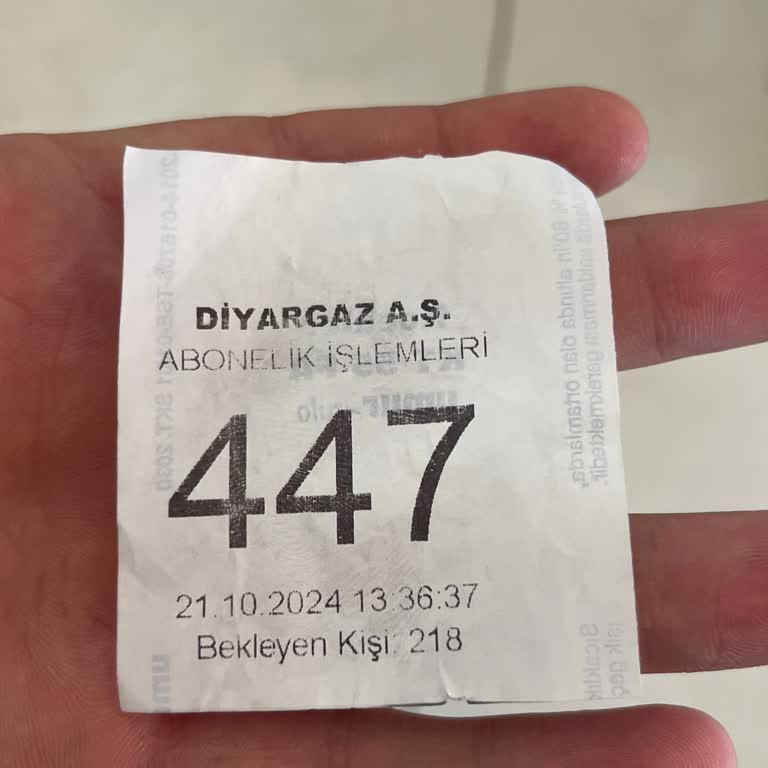 DİYARGAZ A.Ş.
ABONELİK İŞLEMLERİ
447
21.10.2024 13:36:37
Bekleyen Kişi: 218